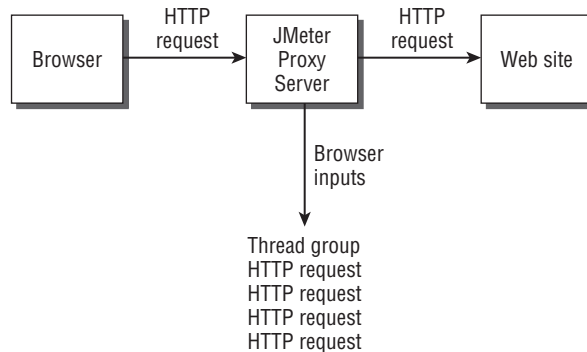 Browser
HTTP
request
JMeter
Proxy
Server
HTTP
request
Web site
Browser
inputs
Thread group
HTTP request
HTTP request
HTTP request
HTTP request